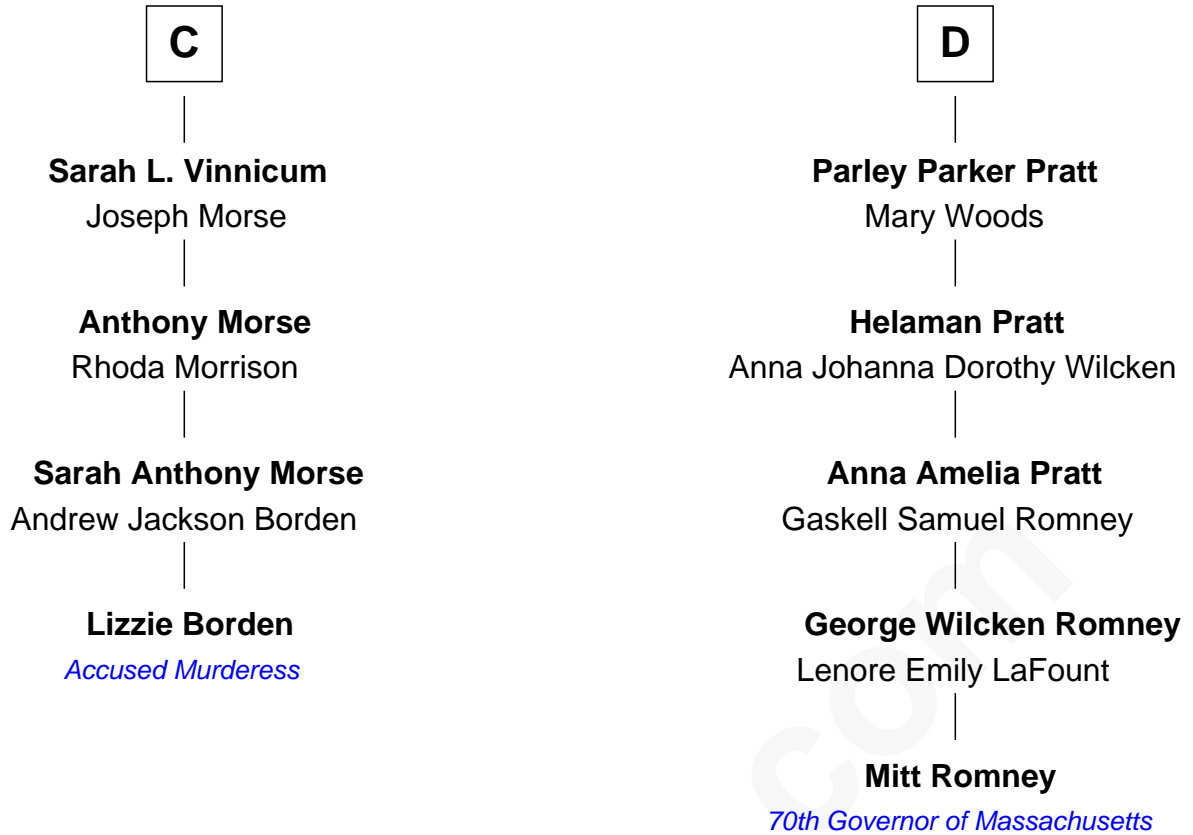 C
Sarah L. Vinnicum
Joseph Morse
Anthony Morse
Rhoda Morrison
Sarah Anthony Morse
Andrew Jackson Borden
Lizzie Borden
Accused Murderess
D
Parley Parker Pratt
Mary Woods
Helaman Pratt
Anna Johanna Dorothy Wilcken
Anna Amelia Pratt
Gaskell Samuel Romney
George Wilcken Romney
Lenore Emily LaFount
Mitt Romney
70th Governor of Massachusetts
com